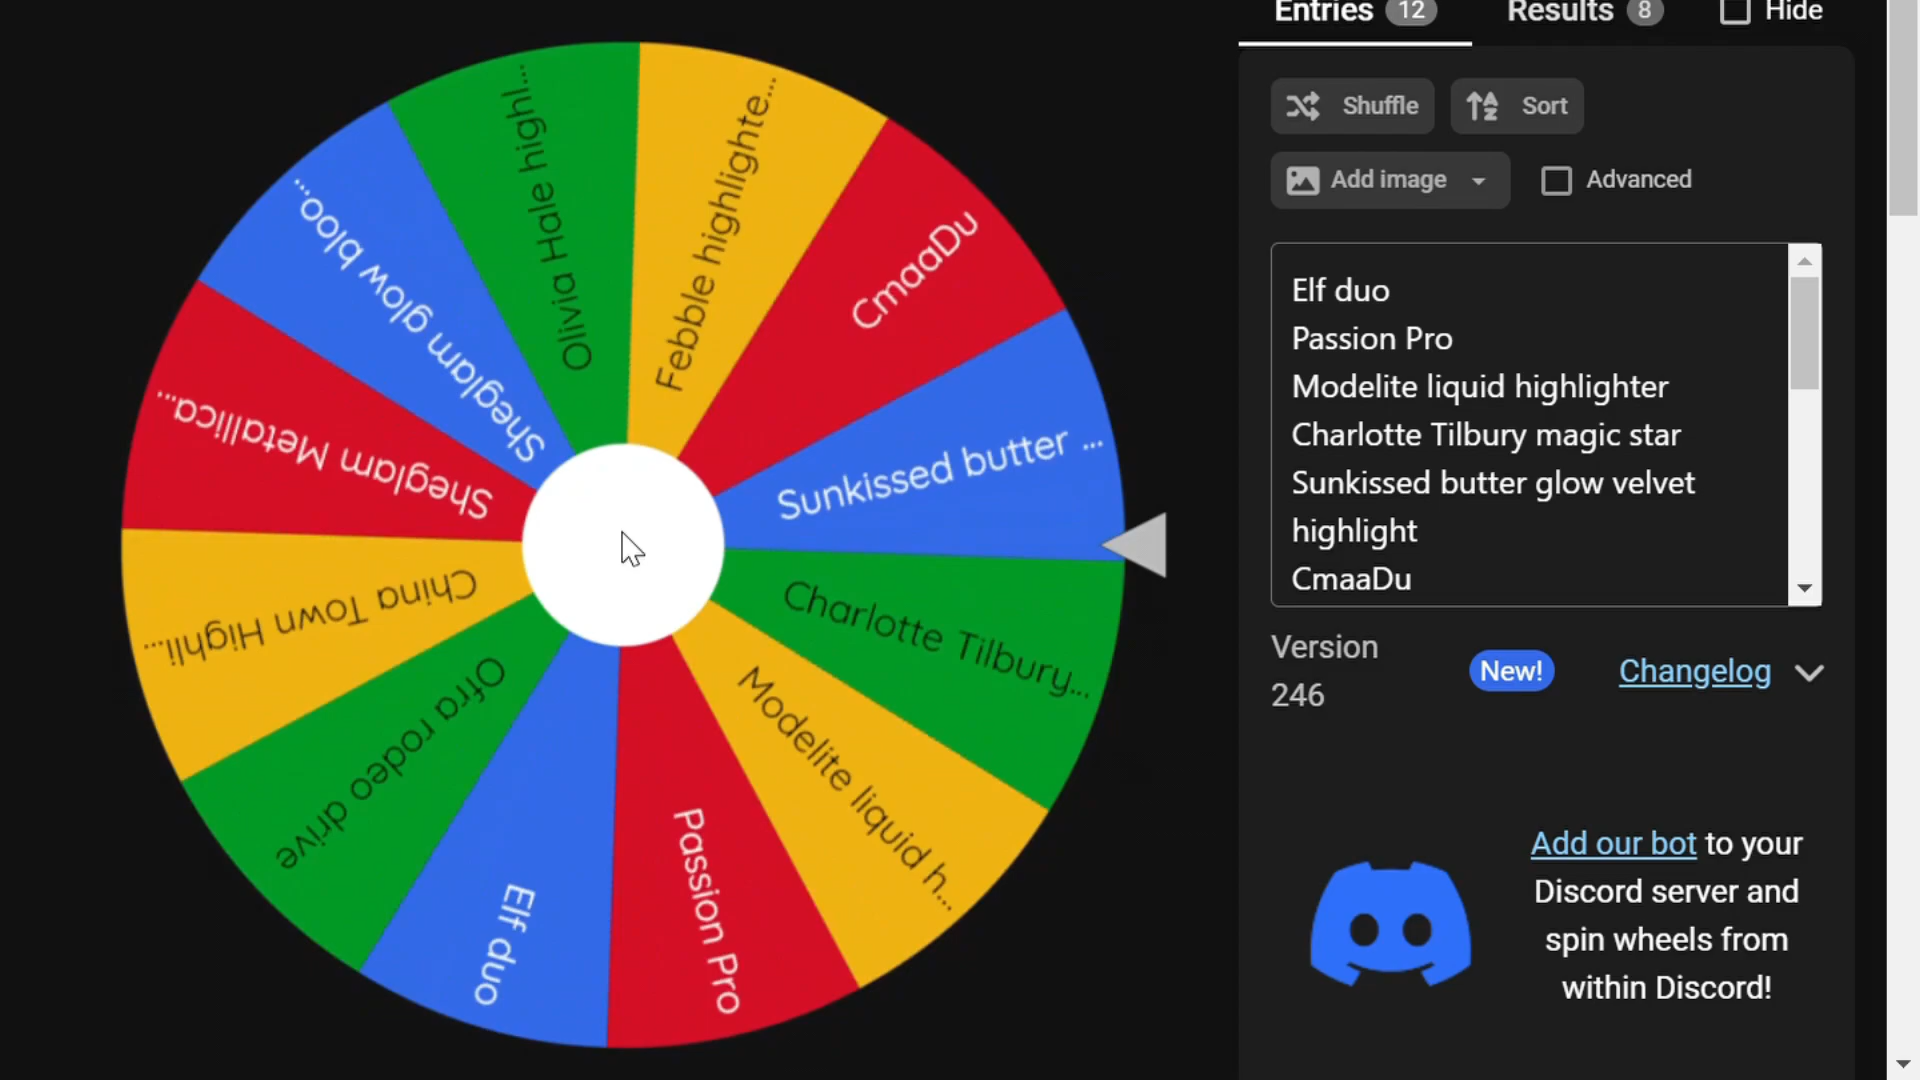 Entries 12 Results 8 Hide
Shuffle Sort
Add image Advanced
Elf duo
Passion Pro
Modelite liquid highlighter
Charlotte Tilbury magic star
Sunkissed butter glow velvet
highlight
CmaaDu
Version
246
New! Changelog
Add our bot to your
Discord server and
spin wheels from
within Discord!
Olivia Hale highl...
Febble highlighte...
CmaaDu
Sunkissed butter ...
Charlotte Tilbury...
Modelite liquid h...
Passion Pro
Elf duo
Ofra rodeo drive
China Town Highli...
Sheglam Metallica...
Sheglam glow bloo...